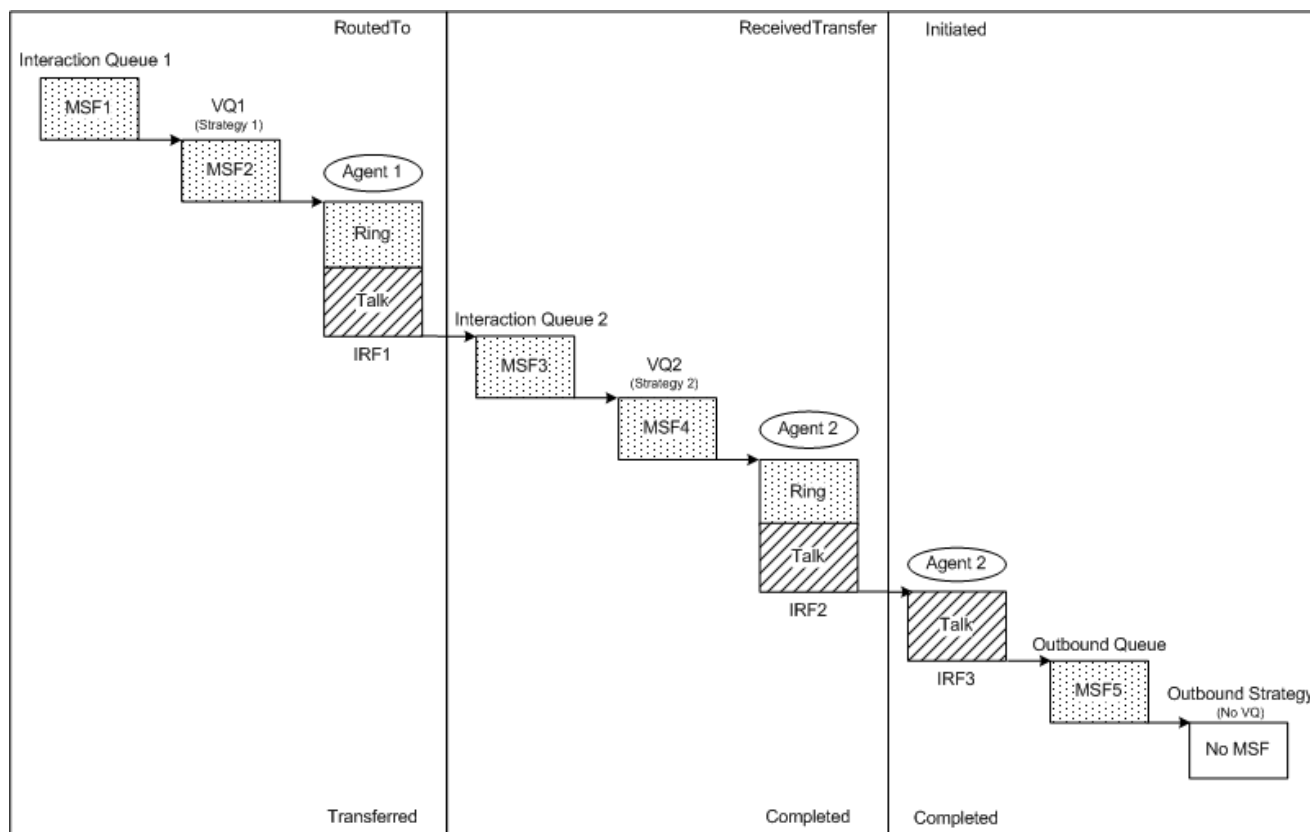 RoutedTo
ReceivedTransfer
Initiated
Interaction Queue 1
MSF1
VQ1
(Strategy 1)
MSF2
Agent 1
Ring
Talk
IRF1
Interaction Queue 2
MSF3
VQ2
(Strategy 2)
MSF4
Agent 2
Ring
Talk
IRF2
Agent 2
Talk
IRF3
Outbound Queue
MSF5
Outbound Strategy
(No VQ)
No MSF
Transferred
Completed
Completed